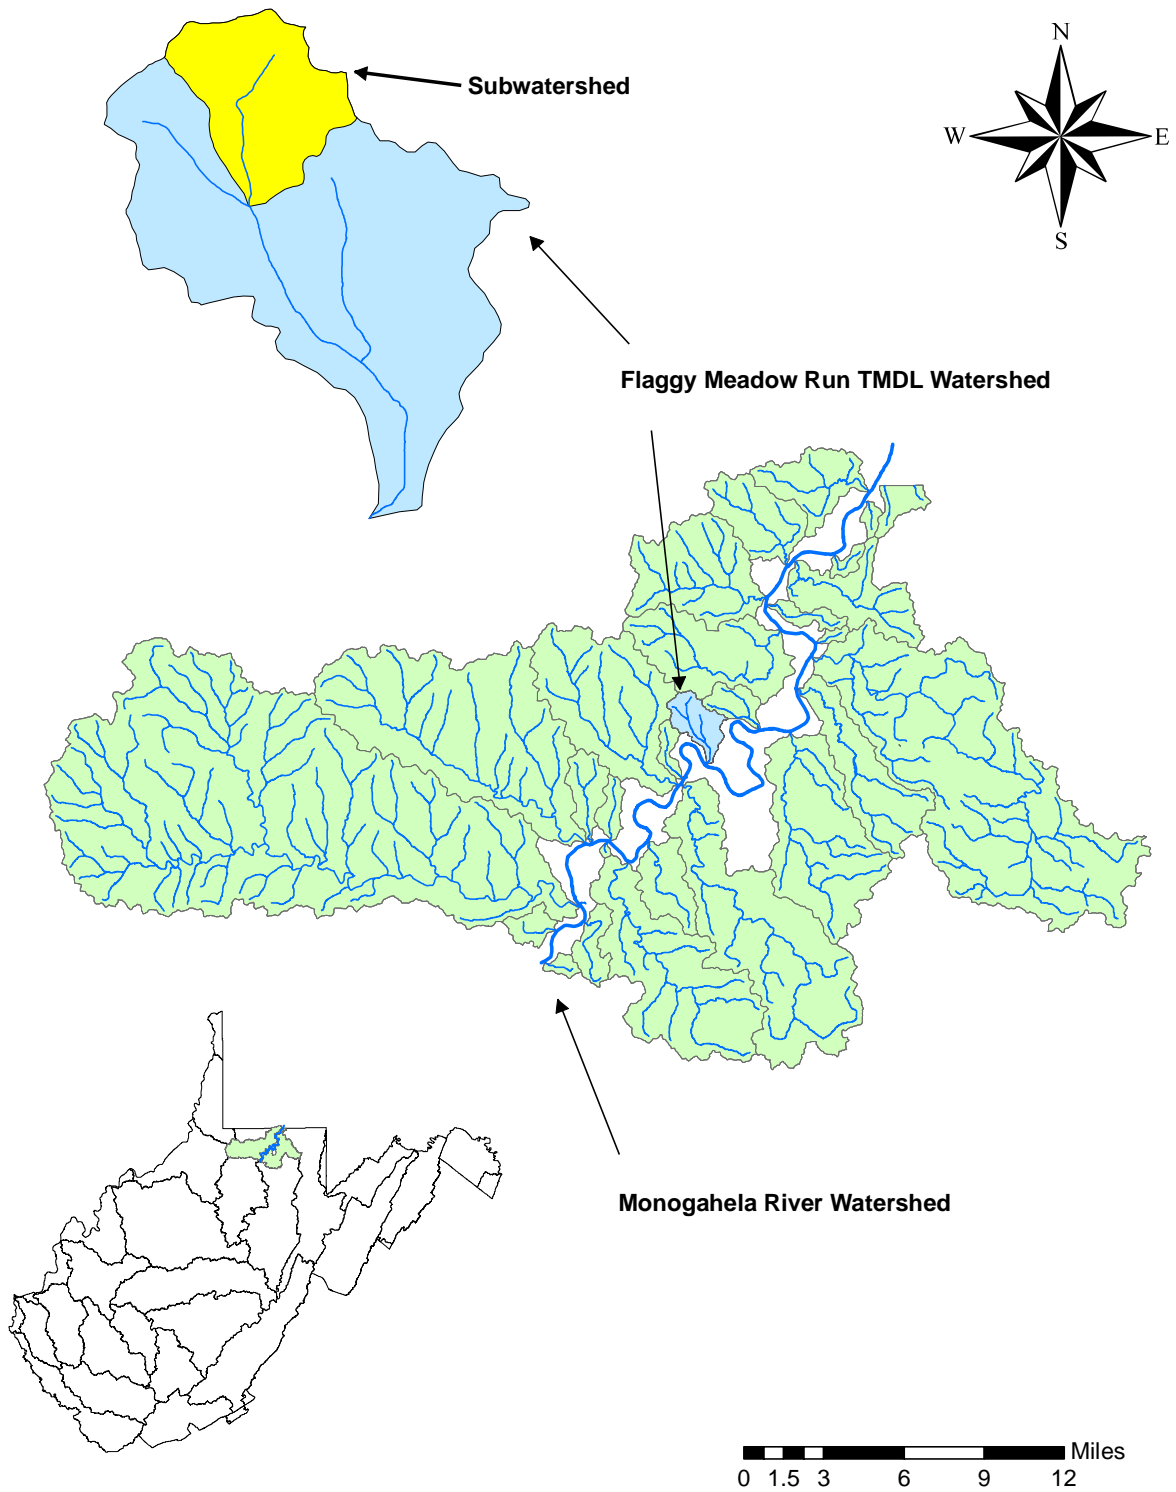 N
Subwatershed
W
E
S
Flaggy Meadow Run TMDL Watershed
Monogahela River Watershed
Miles
0 1.5 3 6 9 12